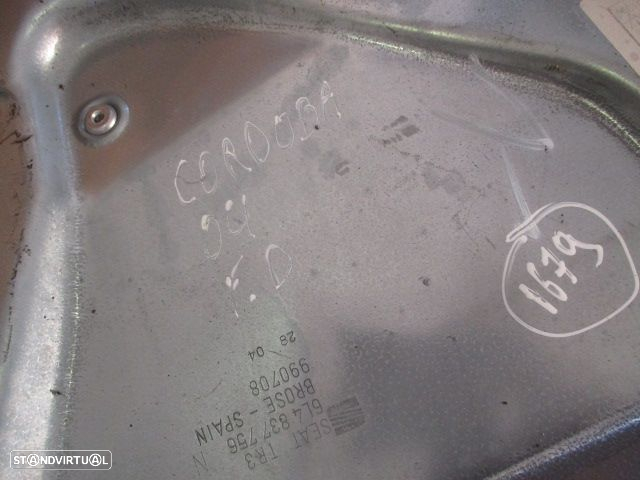 CORDOBA
04
F.D
1679
SEAT TR3 N
6L4 837 756
BROSE - SPAIN
990708
28 04
STANDVIRTUAL